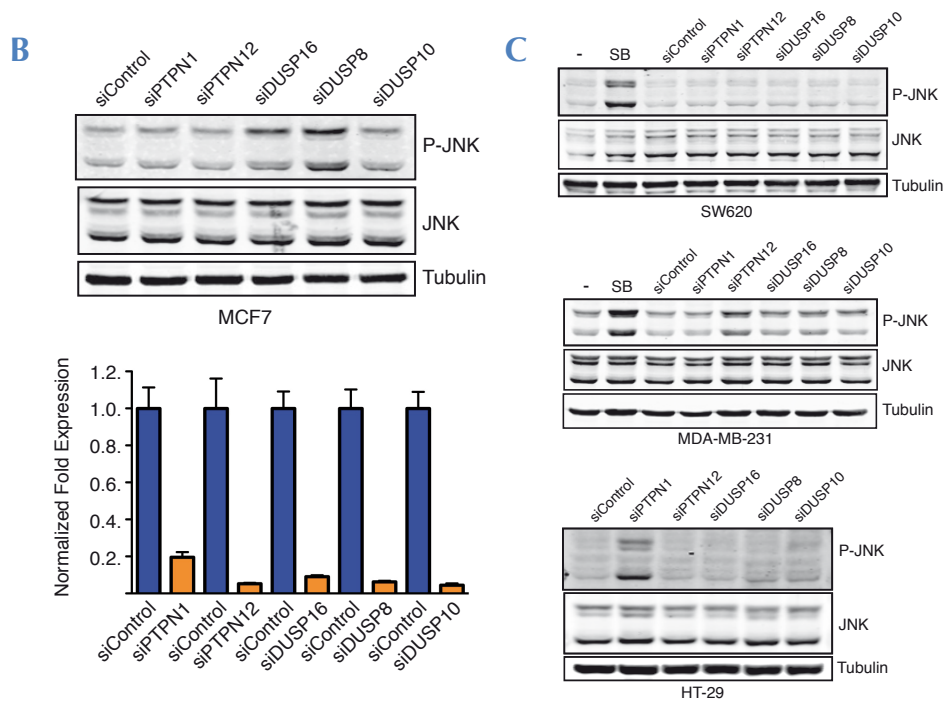 B
siControl siPTPN1 siPTPN12 siDUSP16 siDUSP8 siDUSP10
P-JNK
JNK
Tubulin
MCF7
Normalized Fold Expression
1.2.
1.0.
0.8.
0.6.
0.4.
0.2
siControl siPTPN1 siControl siPTPN12 siControl siDUSP16 siControl siDUSP8 siControl siDUSP10
C
- SB siControl siPTPN1 siPTPN12 siDUSP16 siDUSP8 siDUSP10
P-JNK
JNK
Tubulin
SW620
- SB siControl siPTPN1 siPTPN12 siDUSP16 siDUSP8 siDUSP10
P-JNK
JNK
Tubulin
MDA-MB-231
siControl siPTPN1 siPTPN12 siDUSP16 siDUSP8 siDUSP10
P-JNK
JNK
Tubulin
HT-29